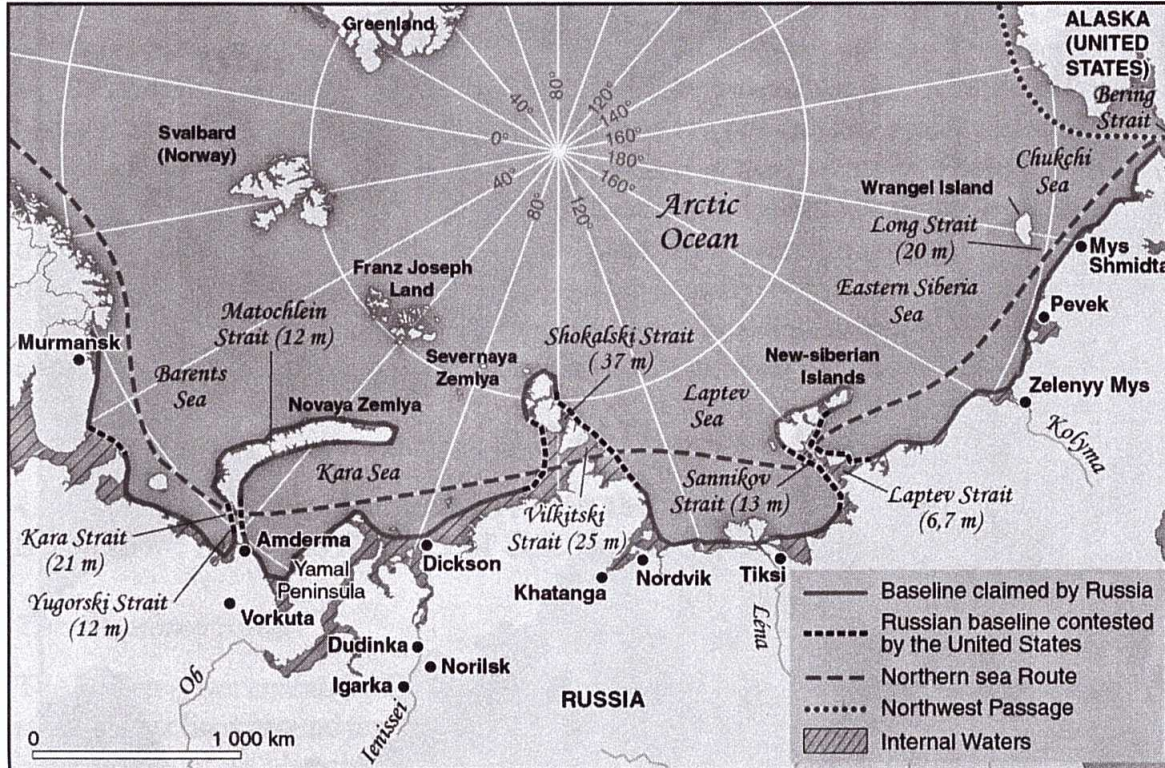 Greenland
ALASKA
(UNITED
STATES)
Bering
Strait
80°
40°
120°
140°
0°
160°
180°
40°
160°
80°
120°
Svalbard
(Norway)
Chukchi
Sea
Wrangel Island
Arctic
Ocean
Long Strait
(20 m)
Mys
Shmidta
Franz Joseph
Land
Eastern Siberia
Sea
Matochlein
Strait (12 m)
Pevek
Murmansk
Shokalski Strait
( 37 m)
Severnaya
Zemlya
New-siberian
Islands
Barents
Sea
Laptev
Sea
Zelenyy Mys
Novaya Zemlya
Kolyma
Kara Sea
Sannikov
Strait (13 m)
Laptev Strait
(6,7 m)
Vilkitski
Strait (25 m)
Kara Strait
(21 m)
Amderma
Yamal
Peninsula
Dickson
Yugorski Strait
(12 m)
Khatanga
Nordvik
Tiksi
Vorkuta
Léna
Dudinka
Norilsk
Ob
Igarka
Ienissei
RUSSIA
0
1 000 km
Baseline claimed by Russia
Russian baseline contested
by the United States
Northern sea Route
Northwest Passage
Internal Waters